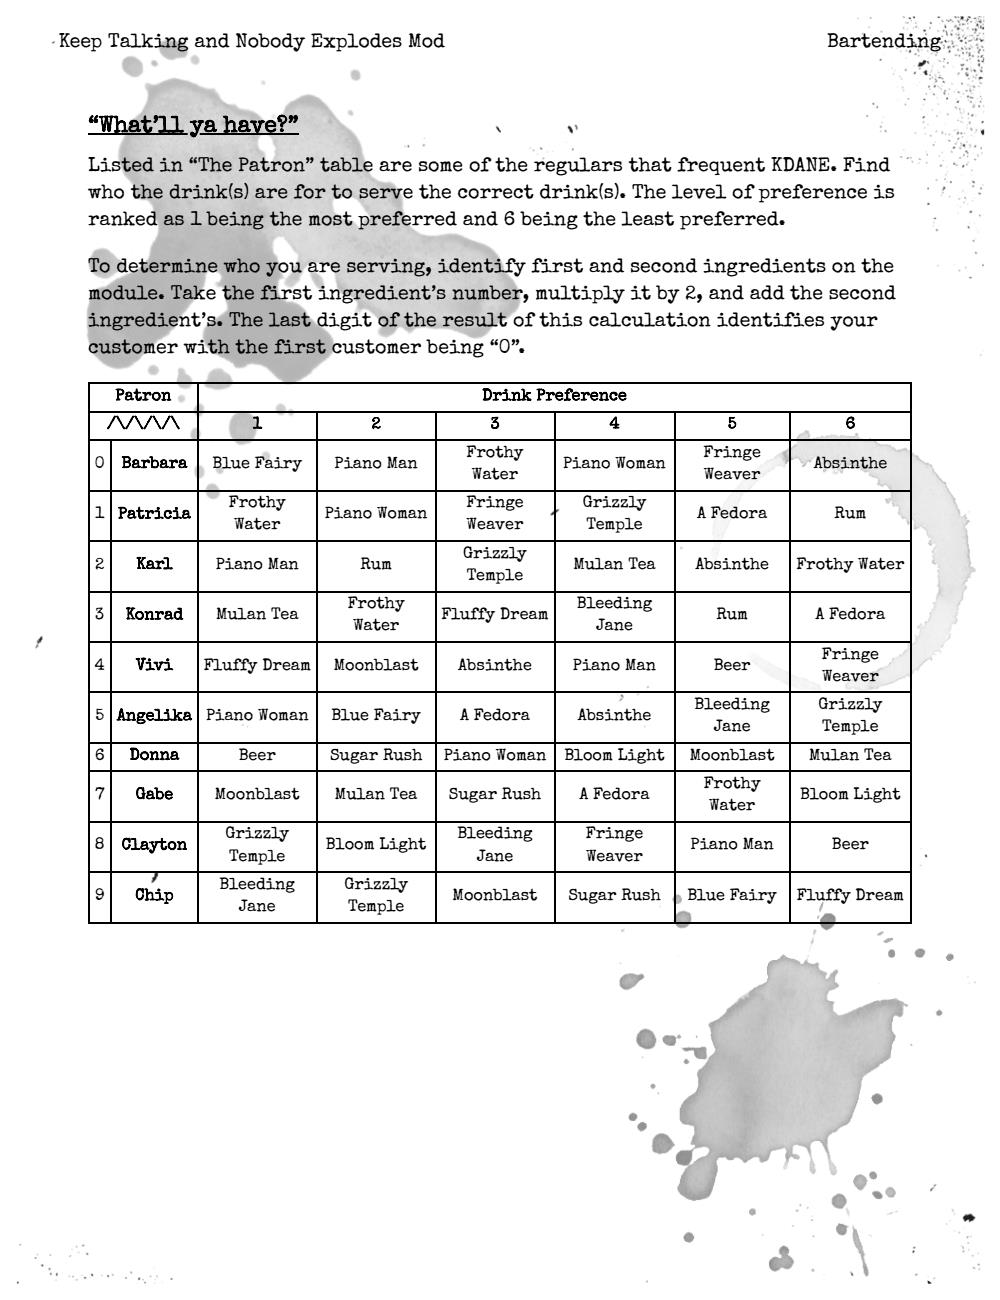 Keep Talking and Nobody Explodes Mod
Bartending
“What’ll ya have?”
Listed in “The Patron” table are some of the regulars that frequent KDANE. Find
who the drink(s) are for to serve the correct drink(s). The level of preference is
ranked as 1 being the most preferred and 6 being the least preferred.
To determine who you are serving, identify first and second ingredients on the
module. Take the first ingredient’s number, multiply it by 2, and add the second
ingredient’s. The last digit of the result of this calculation identifies your
customer with the first customer being “0”.
Patron Drink Preference
1 2 3 4 5 6
0 Barbara Blue Fairy Piano Man Frothy Water Piano Woman Fringe Weaver Absinthe
1 Patricia Frothy Water Piano Woman Fringe Weaver Grizzly Temple A Fedora Rum
2 Karl Piano Man Rum Grizzly Temple Mulan Tea Absinthe Frothy Water
3 Konrad Mulan Tea Frothy Water Fluffy Dream Bleeding Jane Rum A Fedora
4 Vivi Fluffy Dream Moonblast Absinthe Piano Man Beer Fringe Weaver
5 Angelika Piano Woman Blue Fairy A Fedora Absinthe Bleeding Jane Grizzly Temple
6 Donna Beer Sugar Rush Piano Woman Bloom Light Moonblast Mulan Tea
7 Gabe Moonblast Mulan Tea Sugar Rush A Fedora Frothy Water Bloom Light
8 Clayton Grizzly Temple Bloom Light Bleeding Jane Fringe Weaver Piano Man Beer
9 Chip Bleeding Jane Grizzly Temple Moonblast Sugar Rush Blue Fairy Fluffy Dream